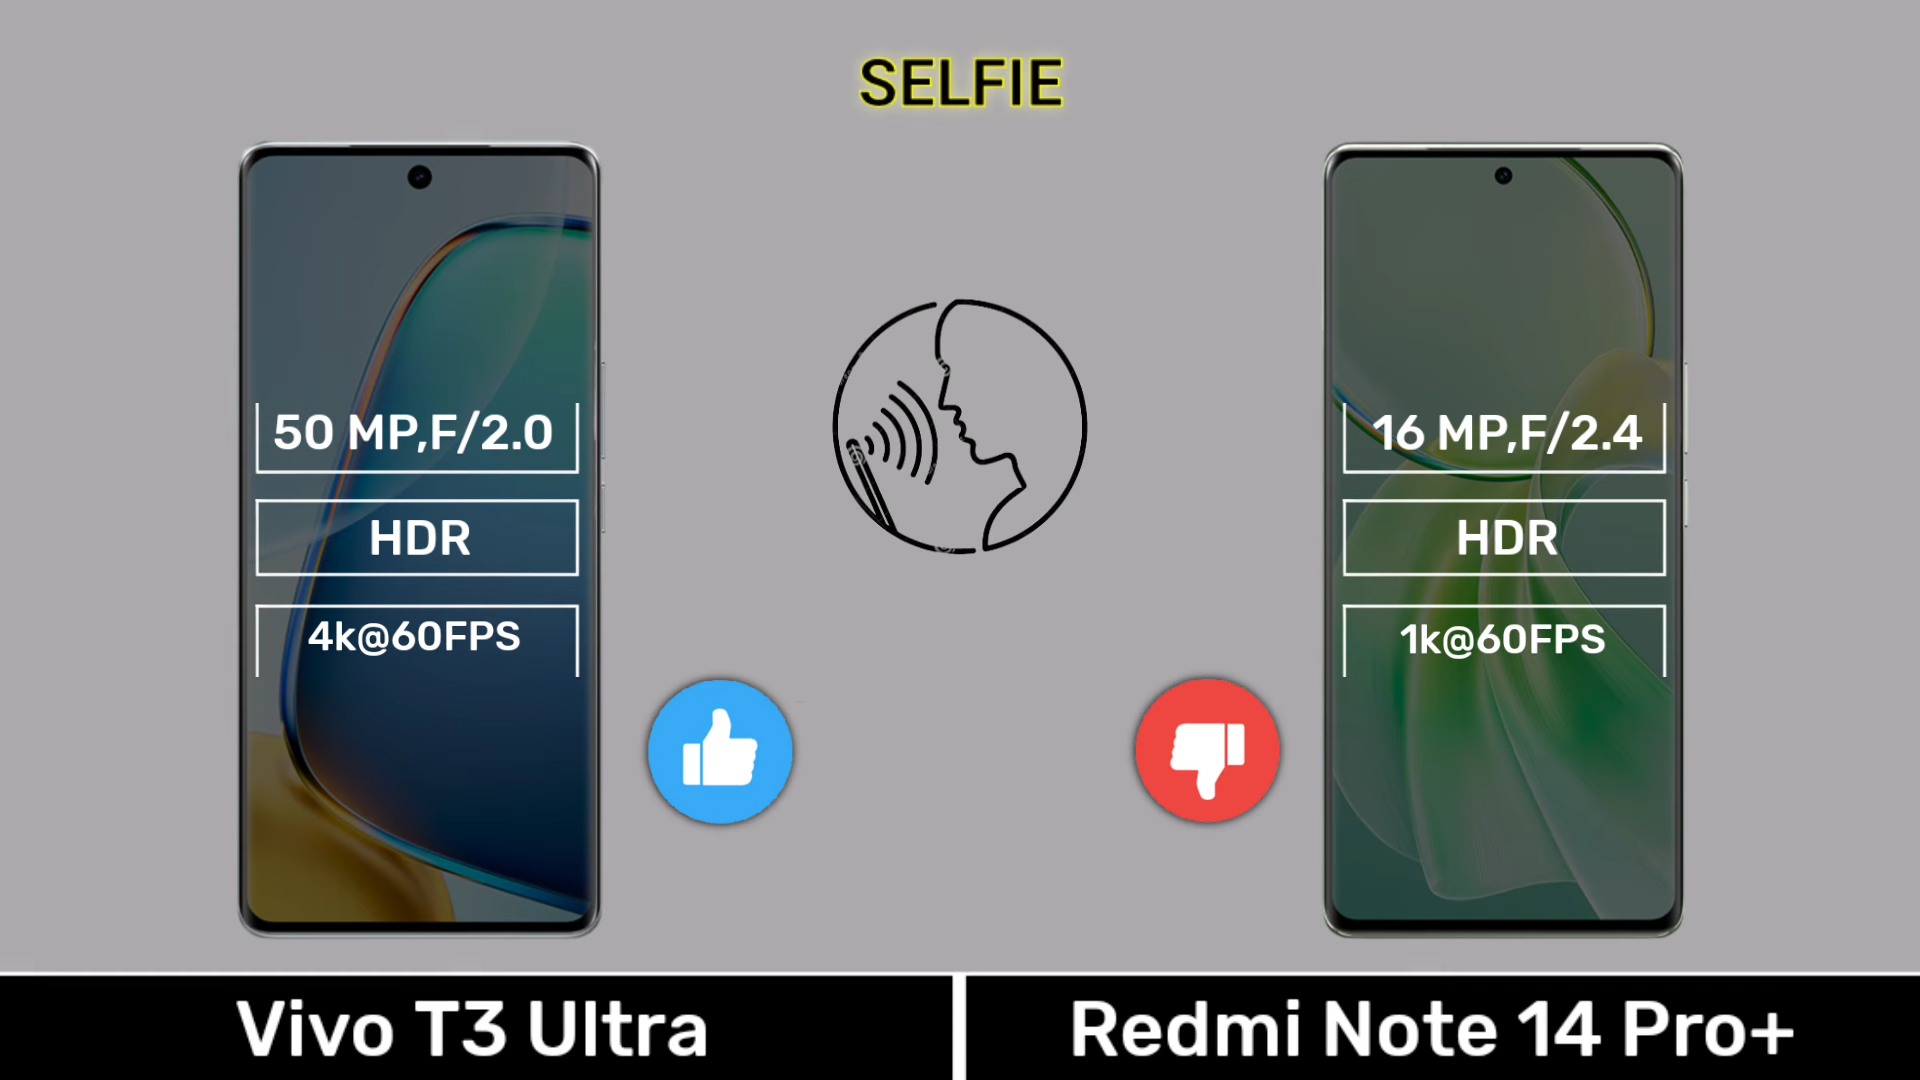 SELFIE
50 MP,F/2.0
HDR
4k@60FPS
16 MP,F/2.4
HDR
1k@60FPS
Vivo T3 Ultra
Redmi Note 14 Pro+